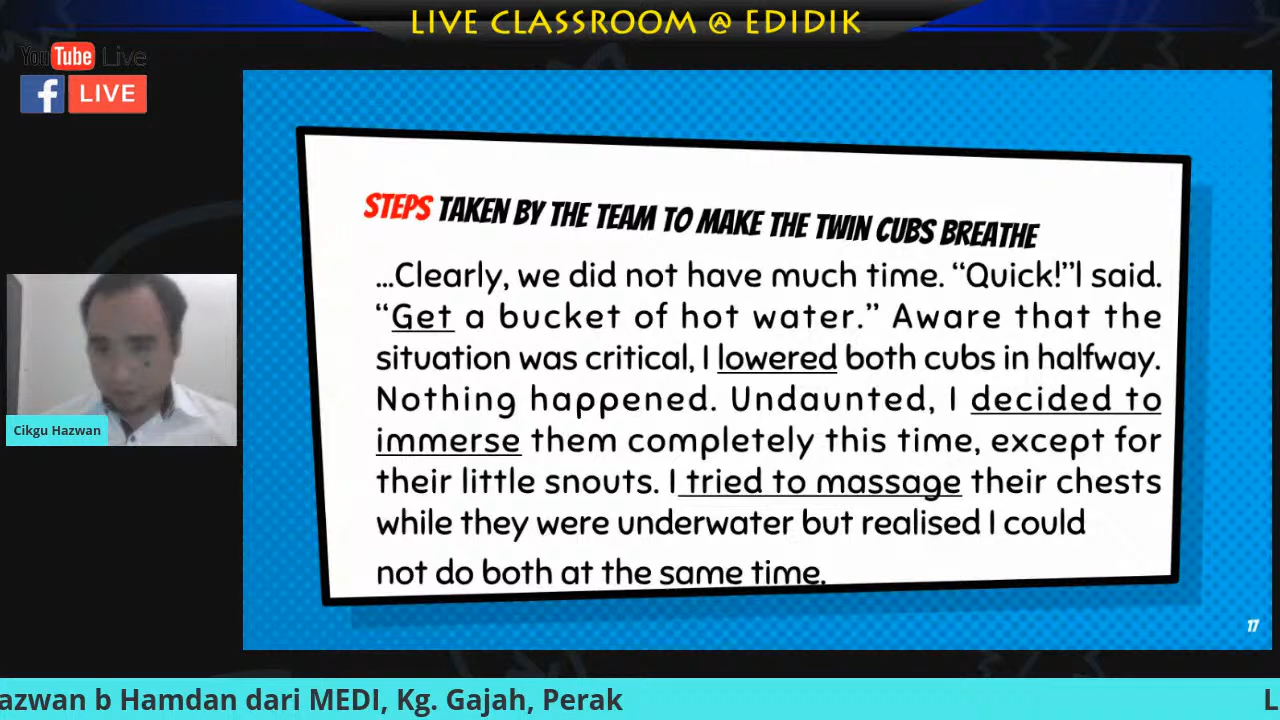 LIVE CLASSROOM @ EDIDIK
YouTube Live
f LIVE
STEPS TAKEN BY THE TEAM TO MAKE THE TWIN CUBS BREATHE
...Clearly, we did not have much time. “Quick!”I said.
“Get a bucket of hot water.” Aware that the
situation was critical, I lowered both cubs in halfway.
Nothing happened. Undaunted, I decided to
immerse them completely this time, except for
their little snouts. I tried to massage their chests
while they were underwater but realised I could
not do both at the same time.
Cikgu Hazwan
17
azwan b Hamdan dari MEDI, Kg. Gajah, Perak
L